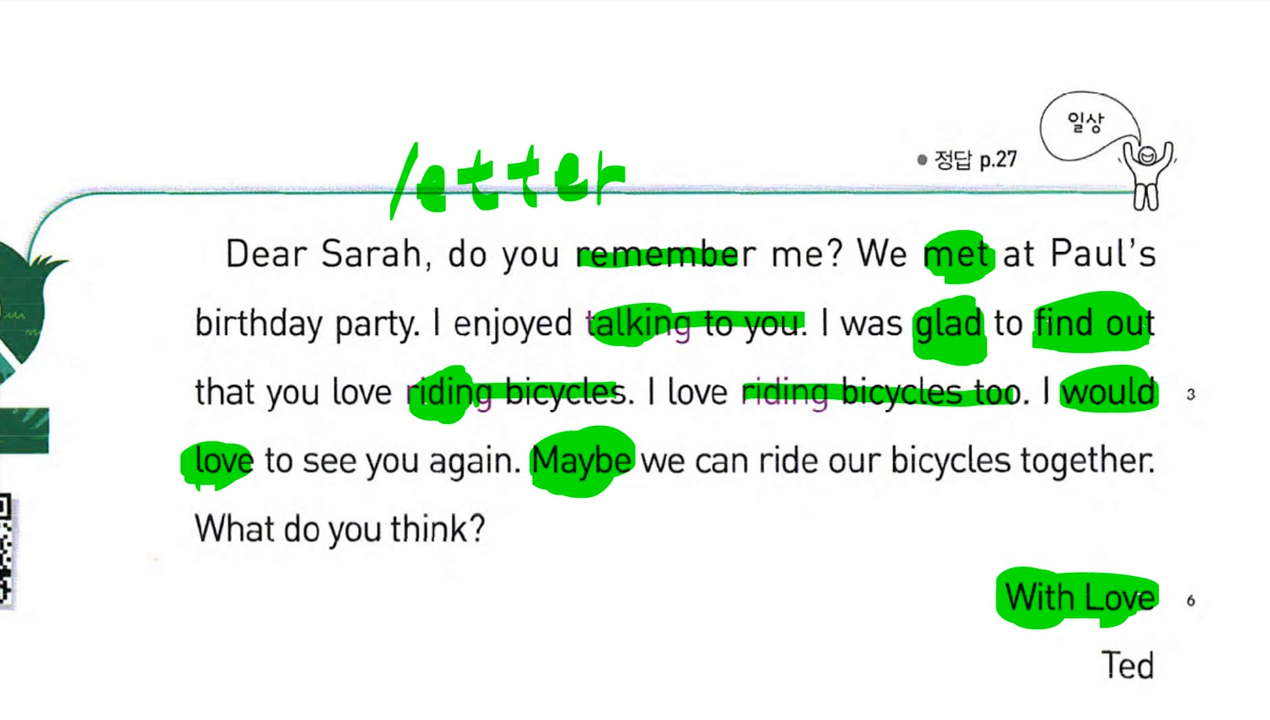 일상
● 정답 p.27
letter
Dear Sarah, do you remember me? We met at Paul's
birthday party. I enjoyed talking to you. I was glad to find out
that you love riding bicycles. I love riding bicycles too. I would
3
love to see you again. Maybe we can ride our bicycles together.
What do you think?
With Love
6
Ted